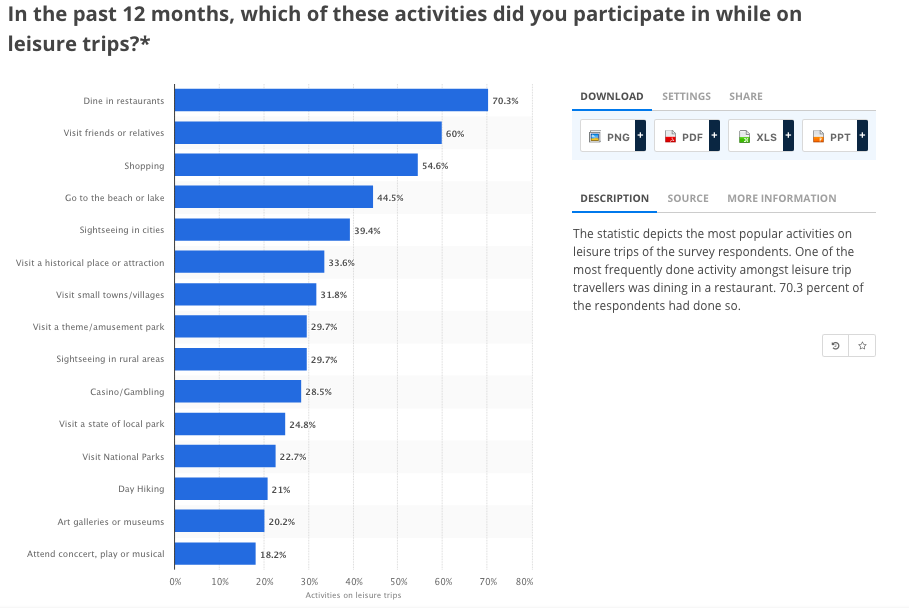 In the past 12 months, which of these activities did you participate in while on
leisure trips?*
Dine in restaurants 70.3%
Visit friends or relatives 60%
Shopping 54.6%
Go to the beach or lake 44.5%
Sightseeing in cities 39.4%
Visit a historical place or attraction 33.6%
Visit small towns/villages 31.8%
Visit a theme/amusement park 29.7%
Sightseeing in rural areas 29.7%
Casino/Gambling 28.5%
Visit a state of local park 24.8%
Visit National Parks 22.7%
Day Hiking 21%
Art galleries or museums 20.2%
Attend conccert, play or musical 18.2%
0% 10% 20% 30% 40% 50% 60% 70% 80%
Activities on leisure trips
DOWNLOAD SETTINGS SHARE
PNG + PDF + XLS + PPT +
DESCRIPTION SOURCE MORE INFORMATION
The statistic depicts the most popular activities on
leisure trips of the survey respondents. One of the
most frequently done activity amongst leisure trip
travellers was dining in a restaurant. 70.3 percent of
the respondents had done so.